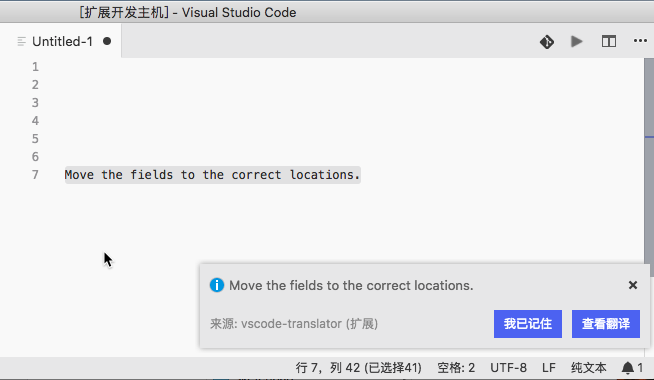 [扩展开发主机] - Visual Studio Code
Untitled-1
1
2
3
4
5
6
7 Move the fields to the correct locations.
Move the fields to the correct locations.
来源: vscode-translator (扩展)
我已记住 查看翻译
行 7，列 42 (已选择41) 空格: 2 UTF-8 LF 纯文本 1